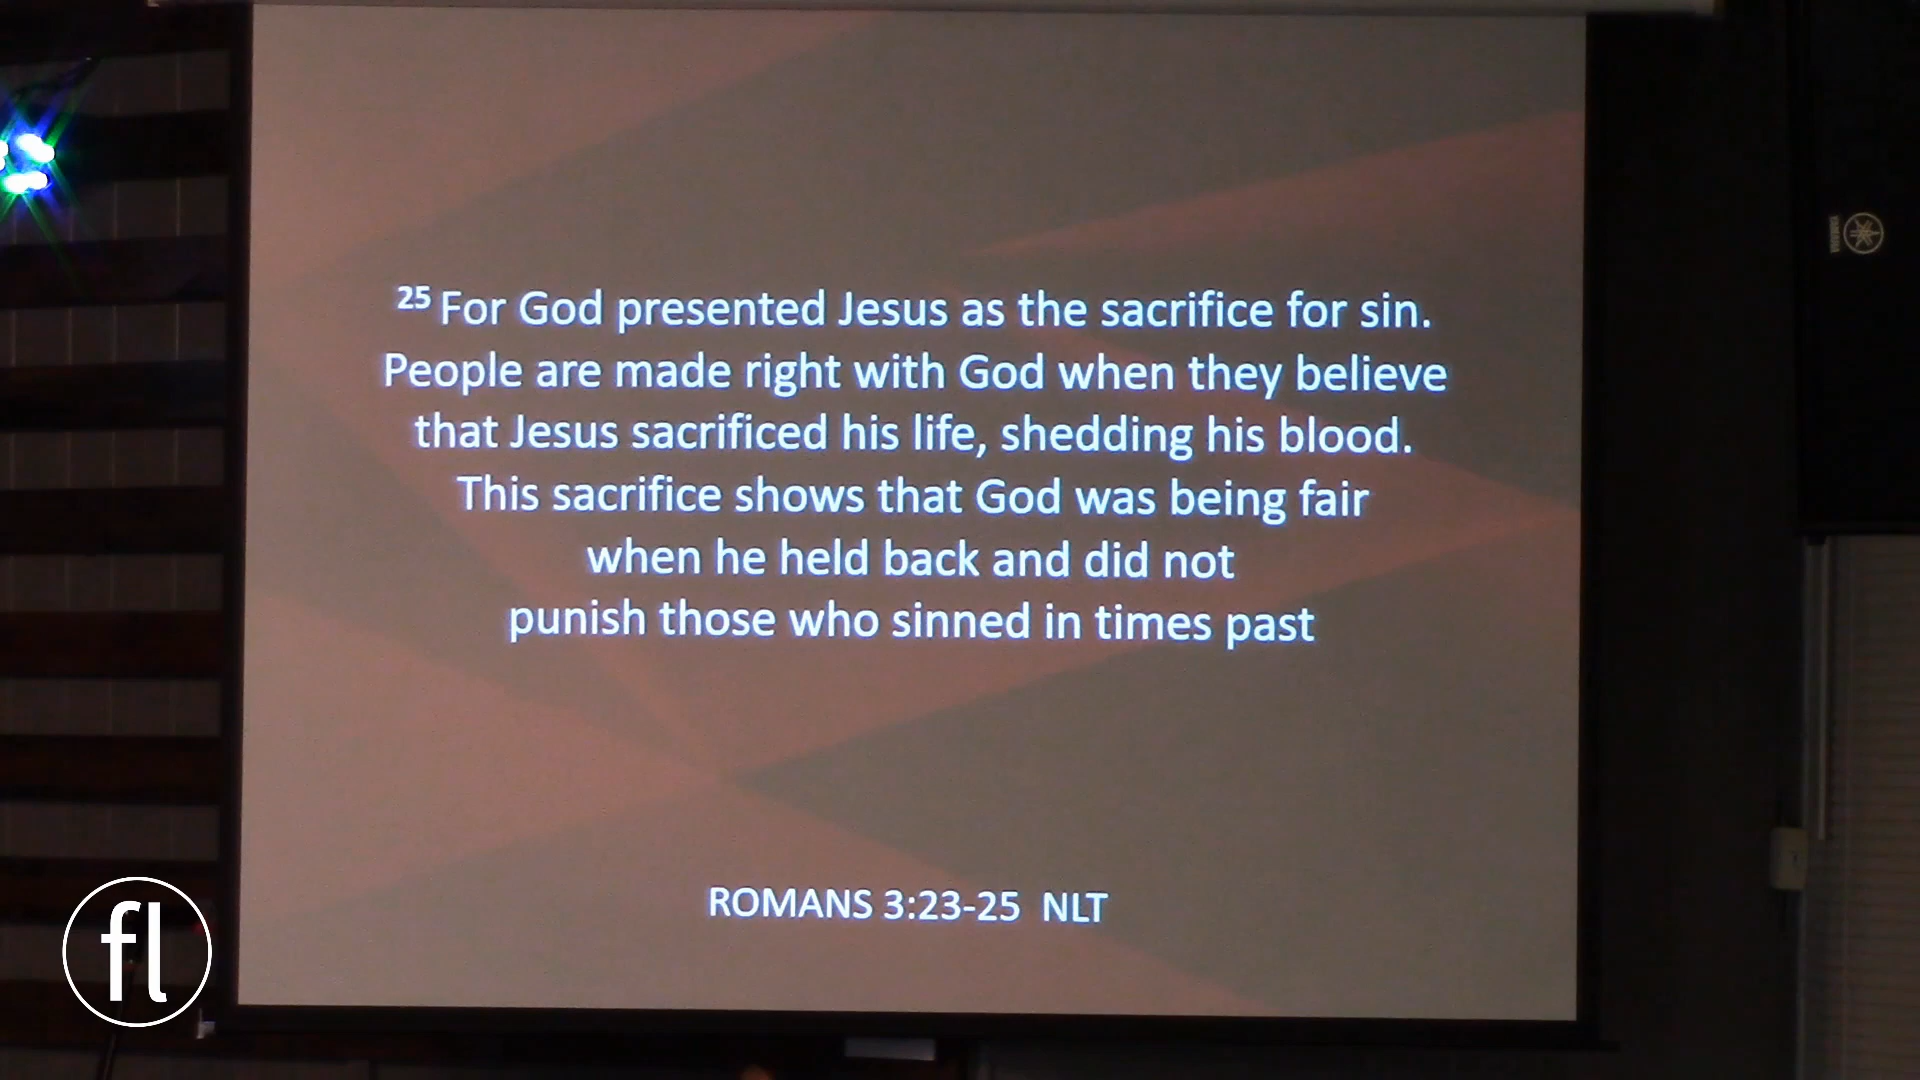 25 For God presented Jesus as the sacrifice for sin.
People are made right with God when they believe
that Jesus sacrificed his life, shedding his blood.
This sacrifice shows that God was being fair
when he held back and did not
punish those who sinned in times past
ROMANS 3:23-25 NLT
fl
YAMAHA